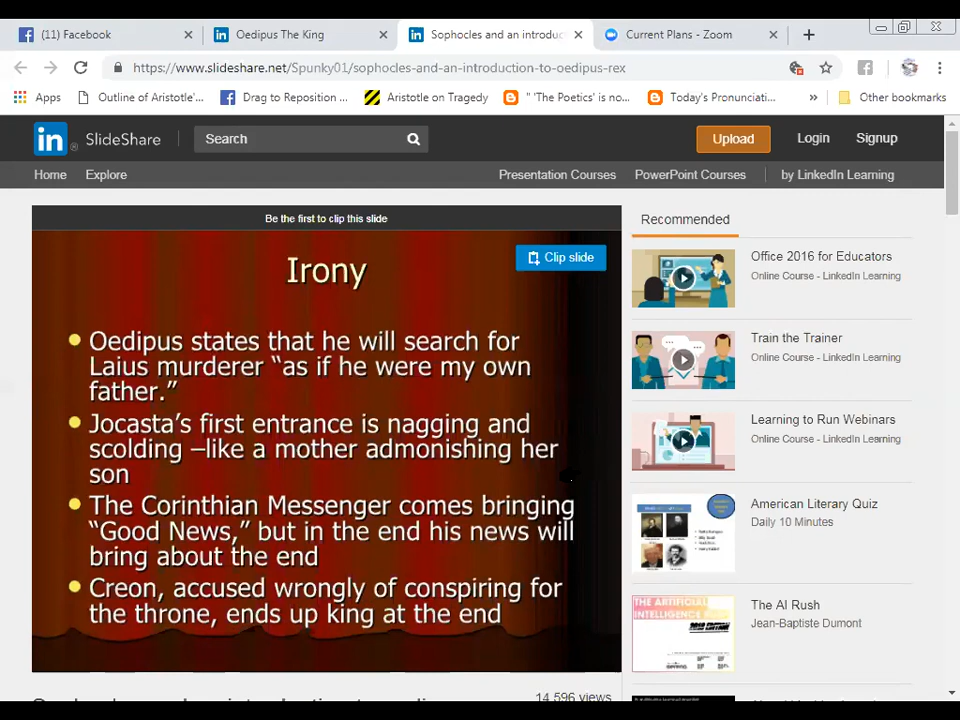 (11) Facebook
Oedipus The King
Sophocles and an introduc
Current Plans - Zoom
https://www.slideshare.net/Spunky01/sophocles-and-an-introduction-to-oedipus-rex
Apps
Outline of Aristotle'...
Drag to Reposition ...
Aristotle on Tragedy
" 'The Poetics' is no...
Today's Pronunciati...
»
Other bookmarks
in SlideShare
Search
Upload
Login
Signup
Home
Explore
Presentation Courses
PowerPoint Courses
by LinkedIn Learning
Be the first to clip this slide
Clip slide
Irony
• Oedipus states that he will search for
Laius murderer “as if he were my own
father.”
• Jocasta’s first entrance is nagging and
scolding –like a mother admonishing her
son
• The Corinthian Messenger comes bringing
“Good News,” but in the end his news will
bring about the end
• Creon, accused wrongly of conspiring for
the throne, ends up king at the end
14,596 views
Recommended
Office 2016 for Educators
Online Course - LinkedIn Learning
Train the Trainer
Online Course - LinkedIn Learning
Learning to Run Webinars
Online Course - LinkedIn Learning
American Literary Quiz
Daily 10 Minutes
THE ARTIFICIAL
The AI Rush
Jean-Baptiste Dumont